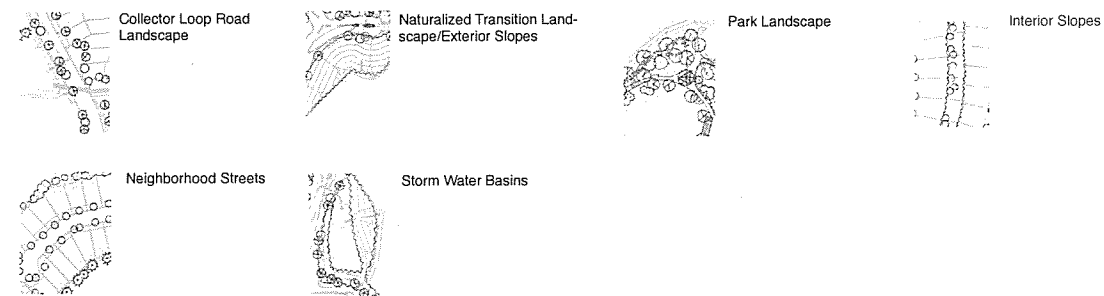 Collector Loop Road
Landscape
Naturalized Transition Land-
scape/Exterior Slopes
Park Landscape
Interior Slopes
Neighborhood Streets
Storm Water Basins